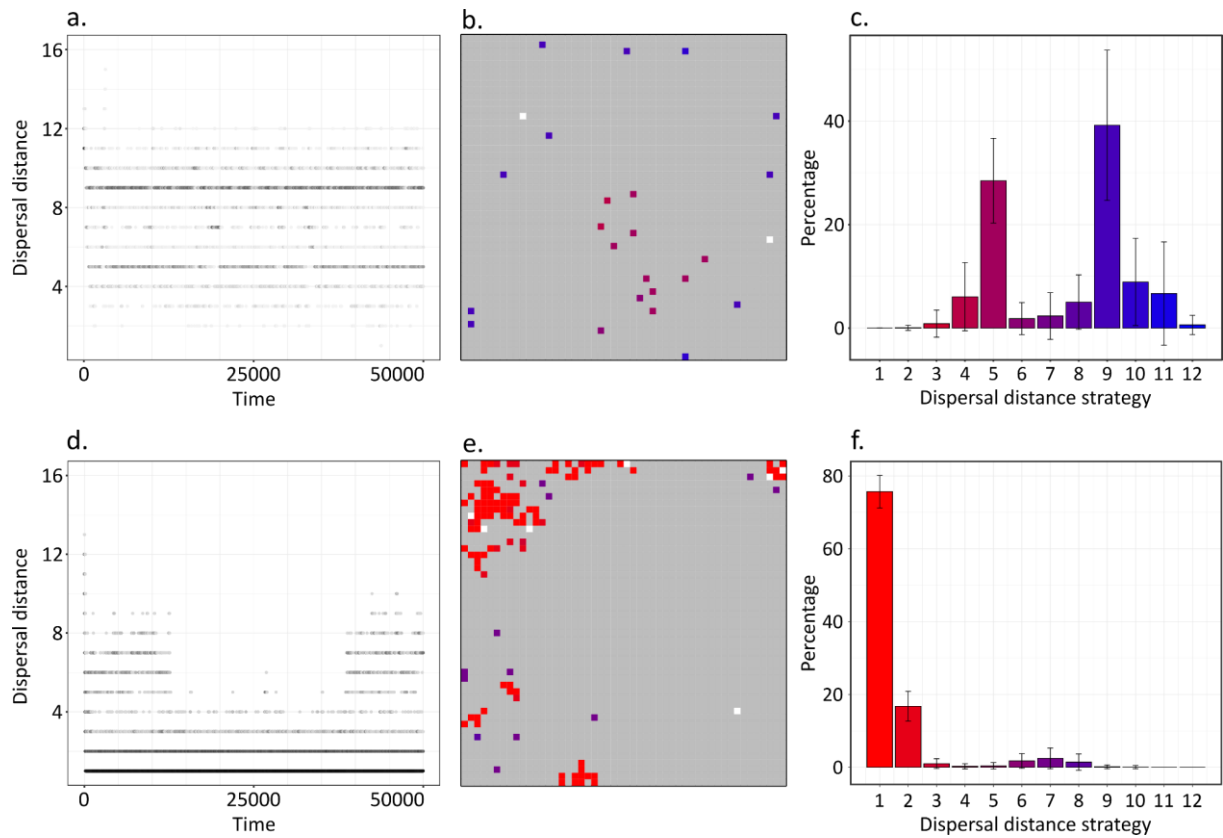 a.
b.
c.
16
12
8
4
Dispersal distance
0 25000 50000
Time
40
20
0
Percentage
1 2 3 4 5 6 7 8 9 10 11 12
Dispersal distance strategy
d.
e.
f.
16
12
8
4
Dispersal distance
0 25000 50000
Time
80
60
40
20
0
Percentage
1 2 3 4 5 6 7 8 9 10 11 12
Dispersal distance strategy